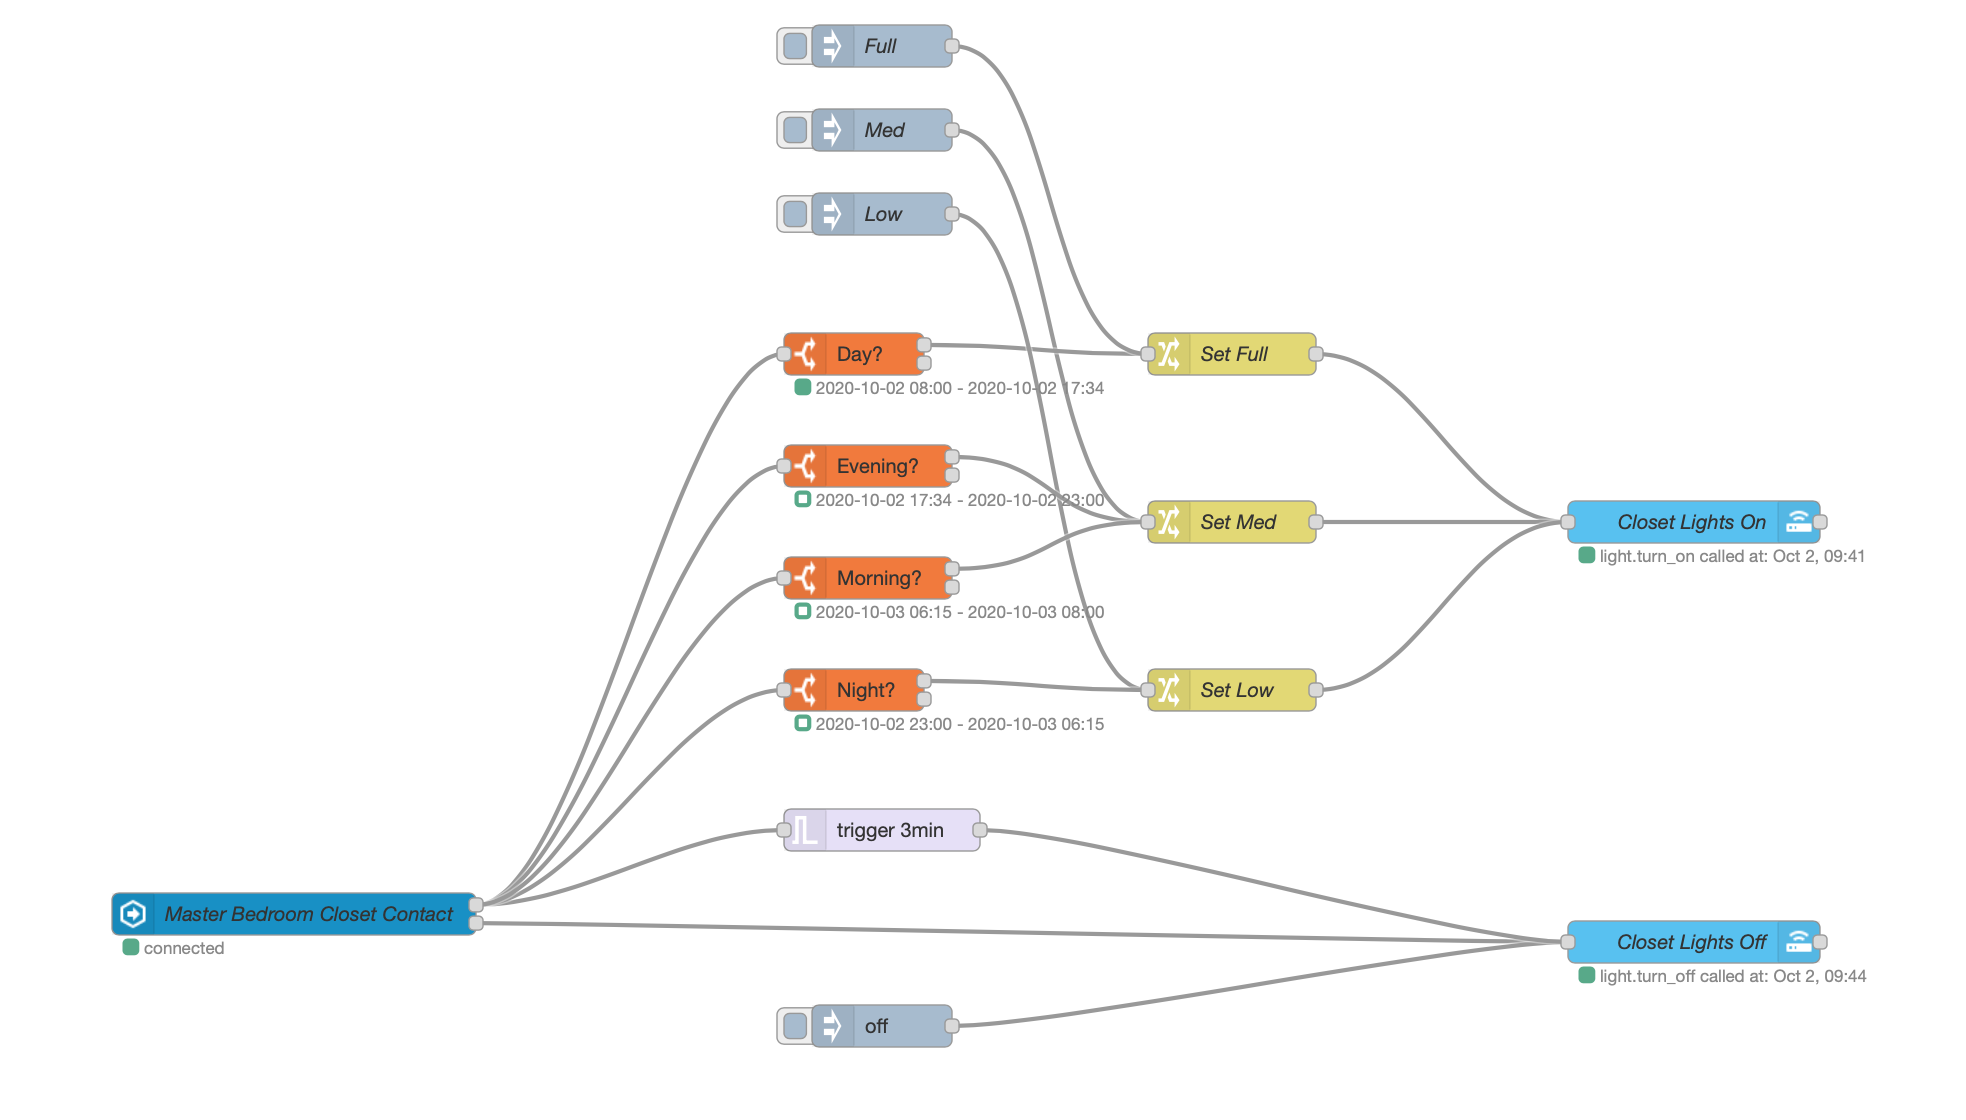 Full
Med
Low
Day?
2020-10-02 08:00 - 2020-10-02 17:34
Set Full
Evening?
2020-10-02 17:34 - 2020-10-02 23:00
Set Med
Closet Lights On
light.turn_on called at: Oct 2, 09:41
Morning?
2020-10-03 06:15 - 2020-10-03 08:00
Night?
2020-10-02 23:00 - 2020-10-03 06:15
Set Low
trigger 3min
Master Bedroom Closet Contact
connected
Closet Lights Off
light.turn_off called at: Oct 2, 09:44
off